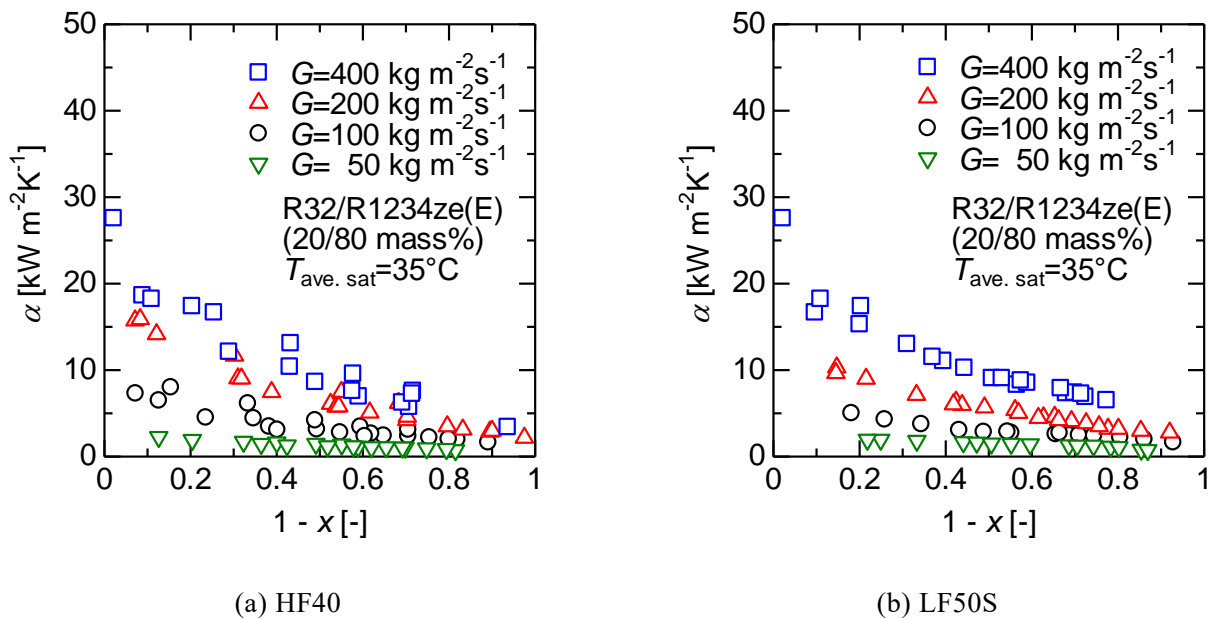 50
40
30
20
10
0
α [kW m-2K-1]
G=400 kg m-2s-1
G=200 kg m-2s-1
G=100 kg m-2s-1
G= 50 kg m-2s-1
R32/R1234ze(E)
(20/80 mass%)
Tave. sat=35°C
0 0.2 0.4 0.6 0.8 1
1 - x [-]
(a) HF40
50
40
30
20
10
0
α [kW m-2K-1]
G=400 kg m-2s-1
G=200 kg m-2s-1
G=100 kg m-2s-1
G= 50 kg m-2s-1
R32/R1234ze(E)
(20/80 mass%)
Tave. sat=35°C
0.2 0.4 0.6 0.8 1
1 - x [-]
(b) LF50S